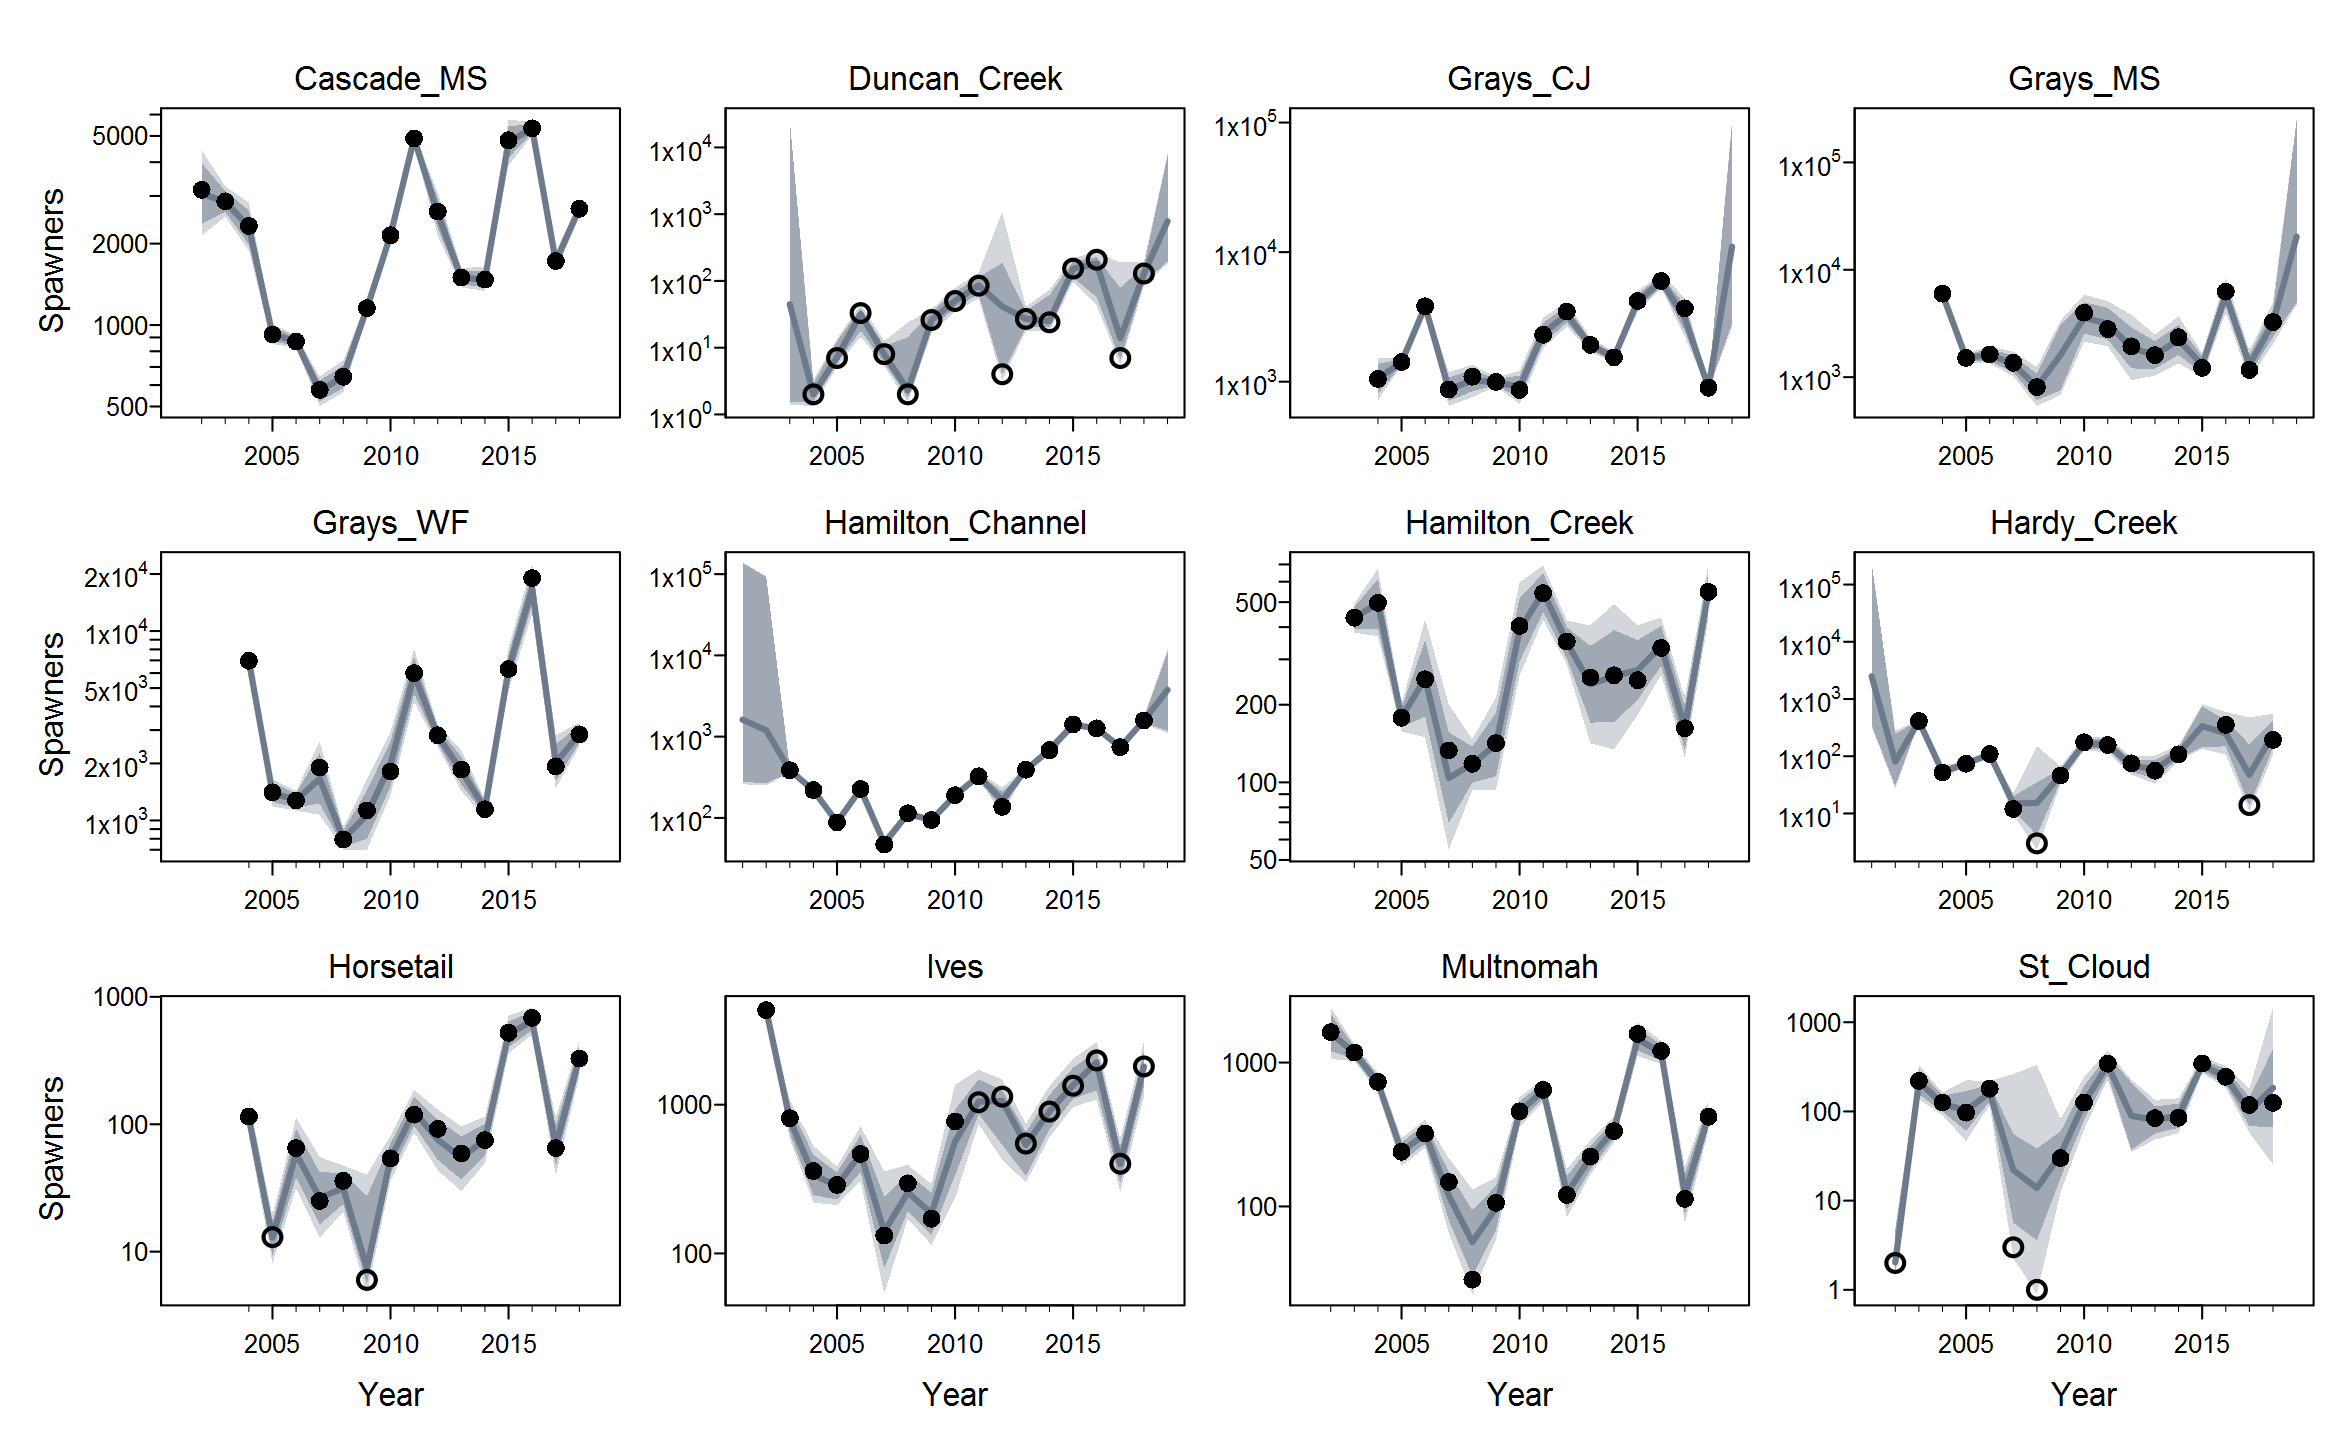 Cascade_MS
Duncan_Creek
Grays_CJ
Grays_MS
Spawners
5000
2000
1000
500
2005 2010 2015
1x10^4
1x10^3
1x10^2
1x10^1
1x10^0
2005 2010 2015
1x10^5
1x10^4
1x10^3
2005 2010 2015
1x10^5
1x10^4
1x10^3
2005 2010 2015
Grays_WF
Hamilton_Channel
Hamilton_Creek
Hardy_Creek
Spawners
2x10^4
1x10^4
5x10^3
2x10^3
1x10^3
2005 2010 2015
1x10^5
1x10^4
1x10^3
1x10^2
2005 2010 2015
500
200
100
50
2005 2010 2015
1x10^5
1x10^4
1x10^3
1x10^2
1x10^1
2005 2010 2015
Horsetail
Ives
Multnomah
St_Cloud
Spawners
1000
100
10
2005 2010 2015
Year
1000
100
2005 2010 2015
Year
1000
100
2005 2010 2015
Year
1000
100
10
1
2005 2010 2015
Year